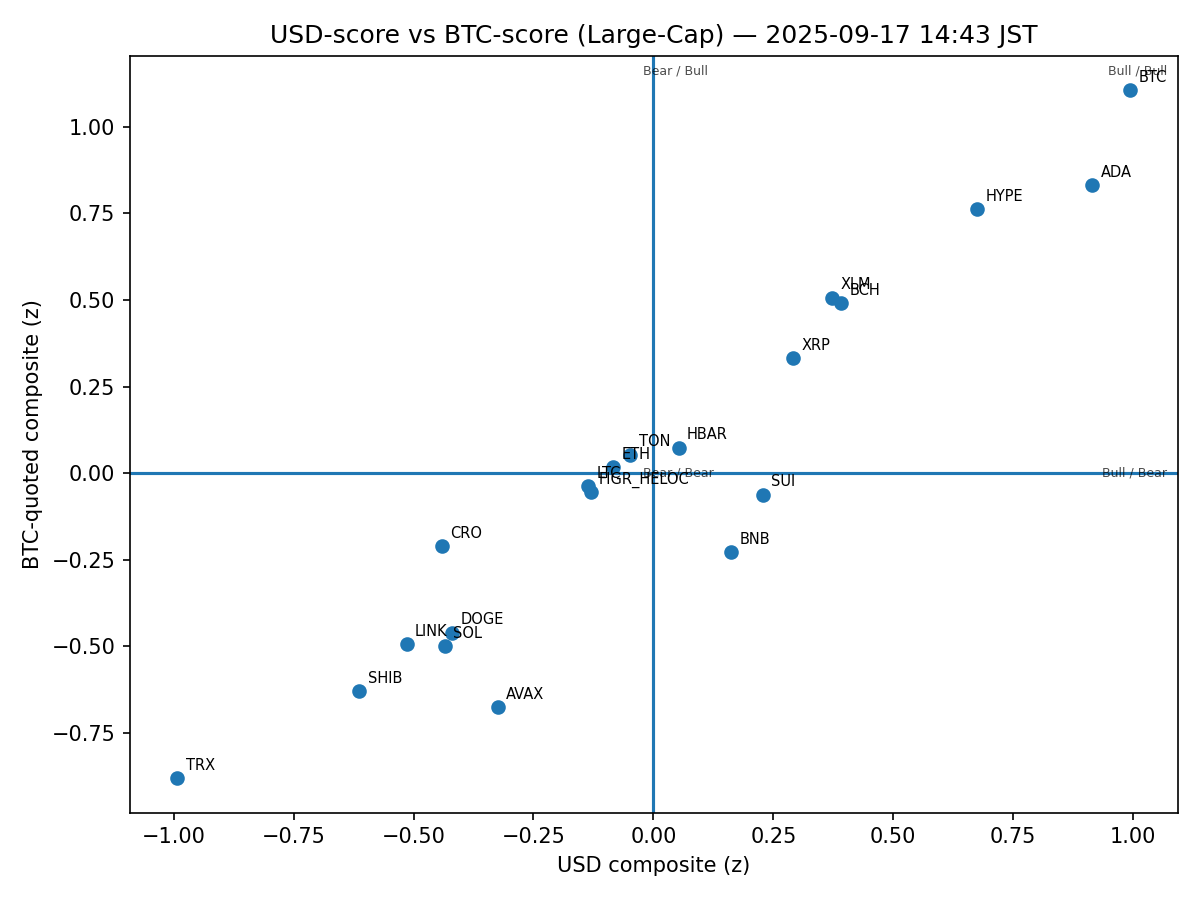 USD-score vs BTC-score (Large-Cap) — 2025-09-17 14:43 JST
Bear / Bull
Bull / Bull
BTC
1.00
ADA
0.75
HYPE
0.50
XLM
BCH
XRP
0.25
HBAR
TON
ETH
0.00
LTC
FIGR_HELOC
Bear / Bear
Bull / Bear
SUI
CRO
BNB
−0.25
DOGE
LINK
SOL
−0.50
SHIB
AVAX
−0.75
TRX
BTC-quoted composite (z)
−1.00
−0.75
−0.50
−0.25
0.00
0.25
0.50
0.75
1.00
USD composite (z)